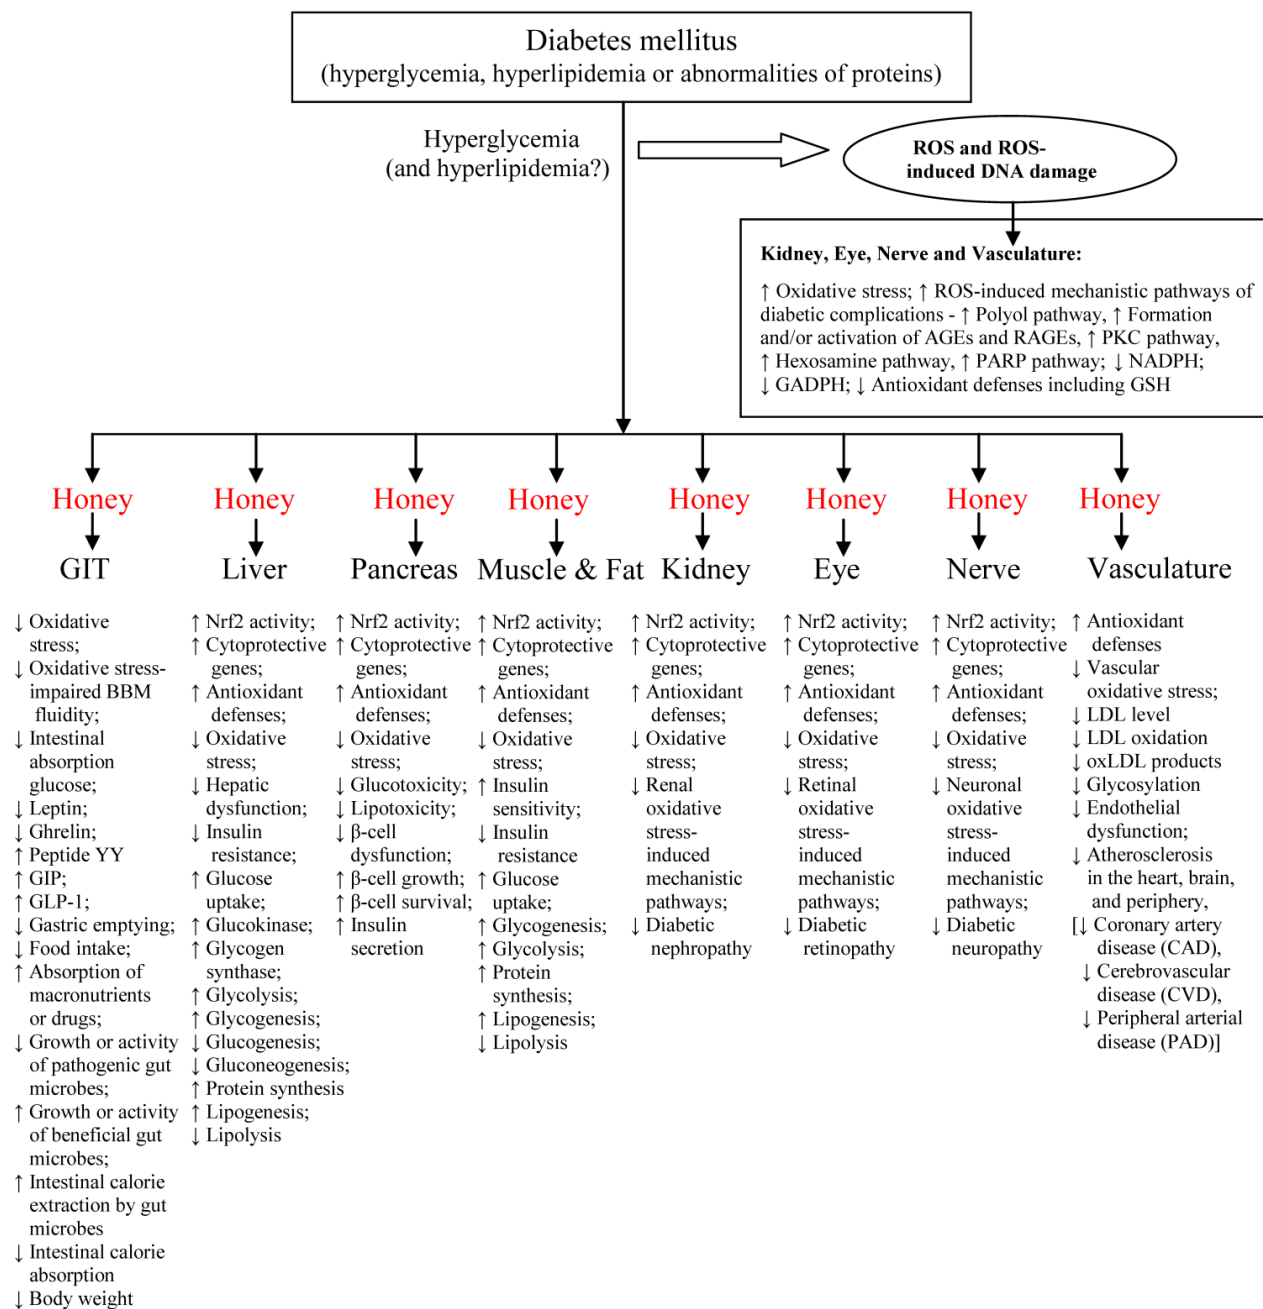 Diabetes mellitus
(hyperglycemia, hyperlipidemia or abnormalities of proteins)
Hyperglycemia
(and hyperlipidemia?)
ROS and ROS-
induced DNA damage
Kidney, Eye, Nerve and Vasculature:
↑ Oxidative stress; ↑ ROS-induced mechanistic pathways of
diabetic complications - ↑ Polyol pathway, ↑ Formation
and/or activation of AGEs and RAGEs, ↑ PKC pathway,
↑ Hexosamine pathway, ↑ PARP pathway; ↓ NADPH;
↓ GADPH; ↓ Antioxidant defenses including GSH
Honey
GIT
↓ Oxidative
stress;
↓ Oxidative stress-
impaired BBM
fluidity;
↓ Intestinal
absorption
glucose;
↓ Leptin;
↓ Ghrelin;
↑ Peptide YY
↑ GIP;
↑ GLP-1;
↓ Gastric emptying;
↓ Food intake;
↑ Absorption of
macronutrients
or drugs;
↓ Growth or activity
of pathogenic gut
microbes;
↑ Growth or activity
of beneficial gut
microbes;
↑ Intestinal calorie
extraction by gut
microbes
↓ Intestinal calorie
absorption
↓ Body weight
Honey
Liver
↑ Nrf2 activity;
↑ Cytoprotective
genes;
↑ Antioxidant
defenses;
↓ Oxidative
stress;
↓ Hepatic
dysfunction;
↓ Insulin
resistance;
↑ Glucose
uptake;
↑ Glucokinase;
↑ Glycogen
synthase;
↑ Glycolysis;
↑ Glycogenesis;
↓ Glucogenesis;
↓ Gluconeogenesis;
↑ Protein synthesis
↑ Lipogenesis;
↓ Lipolysis
Honey
Pancreas
↑ Nrf2 activity;
↑ Cytoprotective
genes;
↑ Antioxidant
defenses;
↓ Oxidative
stress;
↓ Glucotoxicity;
↓ Lipotoxicity;
↓ β-cell
dysfunction;
↑ β-cell growth;
↑ β-cell survival;
↑ Insulin
secretion
Honey
Muscle & Fat
↑ Nrf2 activity;
↑ Cytoprotective
genes;
↑ Antioxidant
defenses;
↓ Oxidative
stress;
↑ Insulin
sensitivity;
↓ Insulin
resistance
↑ Glucose
uptake;
↑ Glycogenesis;
↑ Glycolysis;
↑ Protein
synthesis;
↑ Lipogenesis;
↓ Lipolysis
Honey
Kidney
↑ Nrf2 activity;
↑ Cytoprotective
genes;
↑ Antioxidant
defenses;
↓ Oxidative
stress;
↓ Renal
oxidative
stress-
induced
mechanistic
pathways;
↓ Diabetic
nephropathy
Honey
Eye
↑ Nrf2 activity;
↑ Cytoprotective
genes;
↑ Antioxidant
defenses;
↓ Oxidative
stress;
↓ Retinal
oxidative
stress-
induced
mechanistic
pathways;
↓ Diabetic
retinopathy
Honey
Nerve
↑ Nrf2 activity;
↑ Cytoprotective
genes;
↑ Antioxidant
defenses;
↓ Oxidative
stress;
↓ Neuronal
oxidative
stress-
induced
mechanistic
pathways;
↓ Diabetic
neuropathy
Honey
Vasculature
↑ Antioxidant
defenses
↓ Vascular
oxidative stress;
↓ LDL level
↓ LDL oxidation
↓ oxLDL products
↓ Glycosylation
↓ Endothelial
dysfunction;
↓ Atherosclerosis
in the heart, brain,
and periphery,
[↓ Coronary artery
disease (CAD),
↓ Cerebrovascular
disease (CVD),
↓ Peripheral arterial
disease (PAD)]